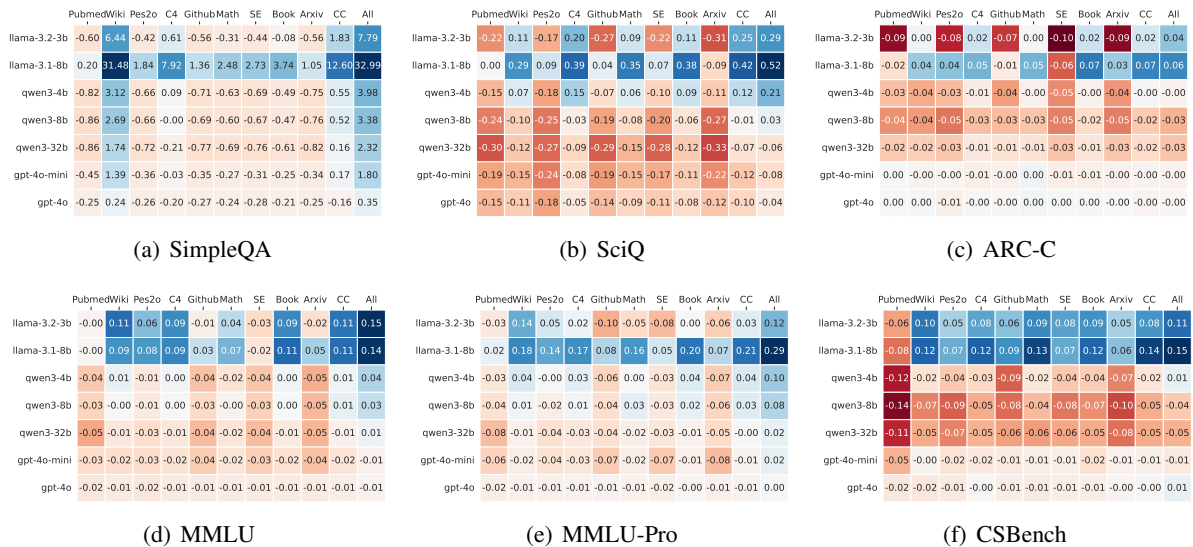 PubmedWiki Pes2o C4 GithubMath SE Book Arxiv CC All
llama-3.2-3b -0.60 6.44 -0.42 0.61 -0.56 -0.31 -0.44 -0.08 -0.56 1.83 7.79
llama-3.1-8b 0.20 31.48 1.84 7.92 1.36 2.48 2.73 3.74 1.05 12.60 32.99
qwen3-4b -0.82 3.12 -0.66 0.09 -0.71 -0.63 -0.69 -0.49 -0.75 0.55 3.98
qwen3-8b -0.86 2.69 -0.66 -0.00 -0.70 -0.65 -0.67 -0.47 -0.76 0.52 3.38
qwen3-32b -0.86 1.74 -0.72 -0.21 -0.77 -0.69 -0.76 -0.61 -0.82 0.16 2.32
gpt-4o-mini -0.45 1.39 -0.36 -0.03 -0.35 -0.27 -0.31 -0.25 -0.34 0.17 1.80
gpt-4o -0.25 0.24 -0.26 -0.20 -0.27 -0.24 -0.28 -0.21 -0.25 -0.16 0.35
(a) SimpleQA
PubmedWiki Pes2o C4 GithubMath SE Book Arxiv CC All
llama-3.2-3b -0.22 0.11 -0.17 0.20 -0.27 0.09 -0.22 0.11 -0.31 0.25 0.29
llama-3.1-8b 0.00 0.29 0.09 0.39 0.04 0.35 0.07 0.38 -0.09 0.42 0.52
qwen3-4b -0.15 0.07 -0.18 0.15 -0.07 0.06 -0.12 0.07 -0.24 0.12 0.21
qwen3-8b -0.24 -0.10 -0.25 -0.03 -0.19 -0.08 -0.20 -0.06 -0.27 -0.01 0.03
qwen3-32b -0.30 -0.12 -0.27 -0.07 -0.29 -0.15 -0.28 -0.12 -0.33 -0.07 -0.06
gpt-4o-mini -0.19 -0.15 -0.24 -0.08 -0.19 -0.15 -0.17 -0.11 -0.22 -0.12 -0.08
gpt-4o -0.15 -0.11 -0.18 -0.05 -0.14 -0.09 -0.11 -0.08 -0.12 -0.10 -0.04
(b) SciQ
PubmedWiki Pes2o C4 GithubMath SE Book Arxiv CC All
llama-3.2-3b -0.09 0.00 -0.08 0.02 -0.07 0.00 -0.10 0.02 -0.09 0.02 0.04
llama-3.1-8b -0.02 0.04 0.04 0.05 -0.01 0.05 -0.06 0.07 0.03 0.07 0.06
qwen3-4b -0.03 -0.04 -0.03 -0.01 -0.04 -0.00 -0.05 -0.00 -0.04 -0.00 -0.00
qwen3-8b -0.04 -0.04 -0.05 -0.03 -0.03 -0.02 -0.05 -0.02 -0.05 -0.02 -0.03
qwen3-32b -0.02 -0.02 -0.03 -0.01 -0.03 -0.01 -0.03 -0.01 -0.03 -0.01 -0.03
gpt-4o-mini 0.00 -0.00 -0.01 -0.01 -0.00 0.00 -0.01 -0.00 -0.01 -0.00 -0.00
gpt-4o 0.00 0.00 -0.01 0.00 -0.00 0.00 -0.00 0.00 -0.00 -0.00 -0.00
(c) ARC-C
PubmedWiki Pes2o C4 GithubMath SE Book Arxiv CC All
llama-3.2-3b -0.00 0.11 0.06 0.09 -0.01 0.04 -0.03 0.09 -0.02 0.11 0.15
llama-3.1-8b -0.00 0.09 0.08 0.09 0.03 0.07 -0.02 0.11 0.05 0.11 0.14
qwen3-4b -0.04 0.01 -0.01 0.00 -0.04 -0.02 -0.04 0.00 -0.05 0.01 0.04
qwen3-8b -0.03 -0.00 -0.01 0.00 -0.03 -0.00 -0.03 0.00 -0.05 0.01 0.03
qwen3-32b -0.05 -0.01 -0.03 -0.01 -0.04 -0.02 -0.04 -0.01 -0.05 -0.01 0.01
gpt-4o-mini -0.03 -0.02 -0.03 -0.02 -0.03 -0.02 -0.03 -0.02 -0.04 -0.02 -0.01
gpt-4o -0.02 -0.01 -0.02 -0.01 -0.01 -0.01 -0.01 -0.01 -0.01 -0.01 -0.01
(d) MMLU
PubmedWiki Pes2o C4 GithubMath SE Book Arxiv CC All
llama-3.2-3b -0.03 0.14 0.05 0.02 -0.10 -0.05 -0.08 0.00 -0.06 0.03 0.12
llama-3.1-8b 0.02 0.18 0.14 0.17 0.08 0.16 0.05 0.20 0.07 0.21 0.29
qwen3-4b -0.03 0.04 -0.00 0.00 -0.06 0.00 -0.04 0.01 -0.07 0.04 0.10
qwen3-8b -0.04 0.01 -0.02 0.01 -0.03 0.03 -0.03 0.02 -0.06 0.03 0.08
qwen3-32b -0.08 -0.01 -0.04 -0.03 -0.04 -0.02 -0.05 -0.02 -0.06 -0.00 0.02
gpt-4o-mini -0.06 -0.02 -0.04 -0.03 -0.07 -0.02 -0.07 -0.01 -0.08 -0.01 0.02
gpt-4o -0.02 -0.01 -0.02 -0.01 -0.02 -0.01 -0.02 -0.01 -0.02 -0.01 0.00
(e) MMLU-Pro
PubmedWiki Pes2o C4 GithubMath SE Book Arxiv CC All
llama-3.2-3b -0.06 0.10 0.05 0.08 0.06 0.09 0.08 0.09 0.05 0.08 0.11
llama-3.1-8b -0.08 0.12 0.07 0.12 0.08 0.13 0.07 0.12 0.06 0.14 0.15
qwen3-4b -0.12 -0.02 -0.04 -0.02 -0.09 -0.02 -0.04 -0.02 -0.07 -0.02 0.01
qwen3-8b -0.14 -0.07 -0.09 -0.05 -0.08 -0.04 -0.08 -0.07 -0.10 -0.05 -0.04
qwen3-32b -0.11 -0.05 -0.07 -0.05 -0.06 -0.06 -0.05 -0.04 -0.08 -0.05 -0.05
gpt-4o-mini -0.05 -0.00 -0.02 -0.01 -0.02 -0.01 -0.02 -0.01 -0.02 -0.01 -0.01
gpt-4o -0.02 -0.01 -0.02 -0.00 -0.01 -0.00 -0.01 -0.00 -0.01 -0.00 0.01
(f) CSBench